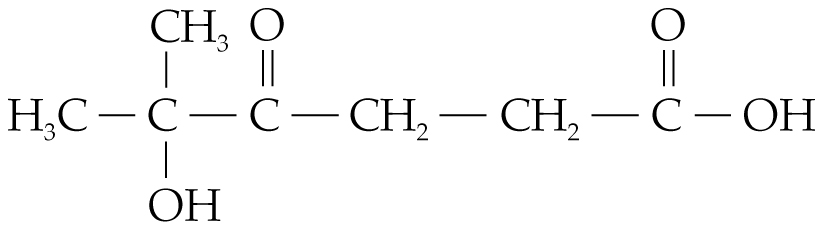 CH₃ O O
H₃C — C — C — CH₂ — CH₂ — C — OH
OH